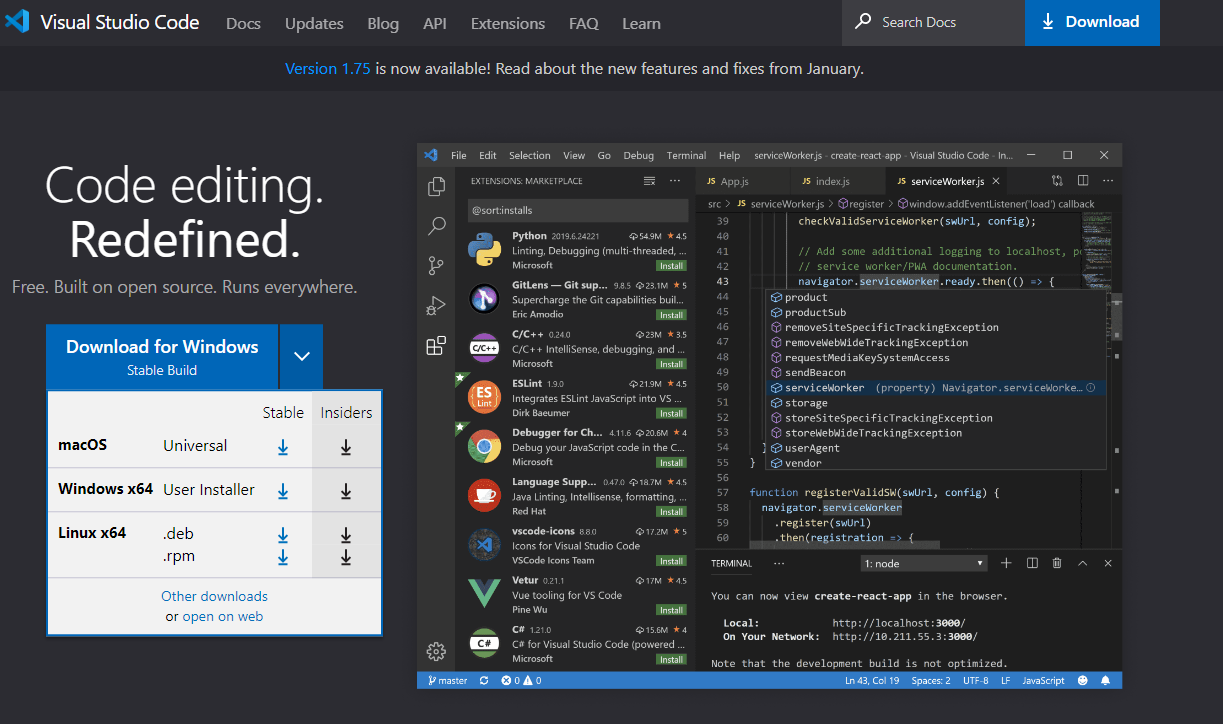 Visual Studio Code Docs Updates Blog API Extensions FAQ Learn Search Docs Download
Version 1.75 is now available! Read about the new features and fixes from January.
Code editing.
Redefined.
Free. Built on open source. Runs everywhere.
Download for Windows
Stable Build
Stable Insiders
macOS Universal
Windows x64 User Installer
Linux x64 .deb
.rpm
Other downloads
or open on web
File Edit Selection View Go Debug Terminal Help serviceWorker.js - create-react-app - Visual Studio Code - In...
EXTENSIONS: MARKETPLACE ...
@sort:installs
Python 2019.6.24221 54.9M ★ 4.5
Linting, Debugging (multi-threaded, ...
Microsoft Install
GitLens — Git sup... 9.8.5 23.1M ★ 5
Supercharge the Git capabilities buil...
Eric Amodio Install
C/C++ 0.24.0 23M ★ 3.5
C/C++ C/C++ IntelliSense, debugging, and ...
Microsoft Install
ESLint 1.9.0 21.9M ★ 4.5
ES Lint Integrates ESLint JavaScript into VS ...
Dirk Baeumer Install
Debugger for Ch... 4.11.6 20.6M ★ 4
Debug your JavaScript code in the C...
Microsoft Install
Language Supp... 0.47.0 18.7M ★ 4.5
Java Linting, Intellisense, formatting, ...
Red Hat Install
vscode-icons 8.8.0 17.2M ★ 5
Icons for Visual Studio Code
VSCode Icons Team Install
Vetur 0.21.1 17M ★ 4.5
Vue tooling for VS Code
Pine Wu Install
C# 1.21.0 15.6M ★ 4
C# C# for Visual Studio Code (powered ...
Microsoft Install
JS App.js JS index.js JS serviceWorker.js ...
src > JS serviceWorker.js > register > window.addEventListener('load') callback
39 checkValidServiceWorker(swUrl, config);
40
41 // Add some additional logging to localhost, p
42 // service worker/PWA documentation.
43 navigator.serviceWorker.ready.then(() => {
44 product
45 productSub
46 removeSiteSpecificTrackingException
47 removeWebWideTrackingException
48 requestMediaKeySystemAccess
49 sendBeacon
50 serviceWorker (property) Navigator.serviceWorke...
51 storage
52 storeSiteSpecificTrackingException
53 storeWebWideTrackingException
54 } userAgent
55 } vendor
56
57 function registerValidSW(swUrl, config) {
58 navigator.serviceWorker
59 .register(swUrl)
60 .then(registration => {
TERMINAL ... 1: node
You can now view create-react-app in the browser.
Local: http://localhost:3000/
On Your Network: http://10.211.55.3:3000/
Note that the development build is not optimized.
master 0 0 Ln 43, Col 19 Spaces: 2 UTF-8 LF JavaScript